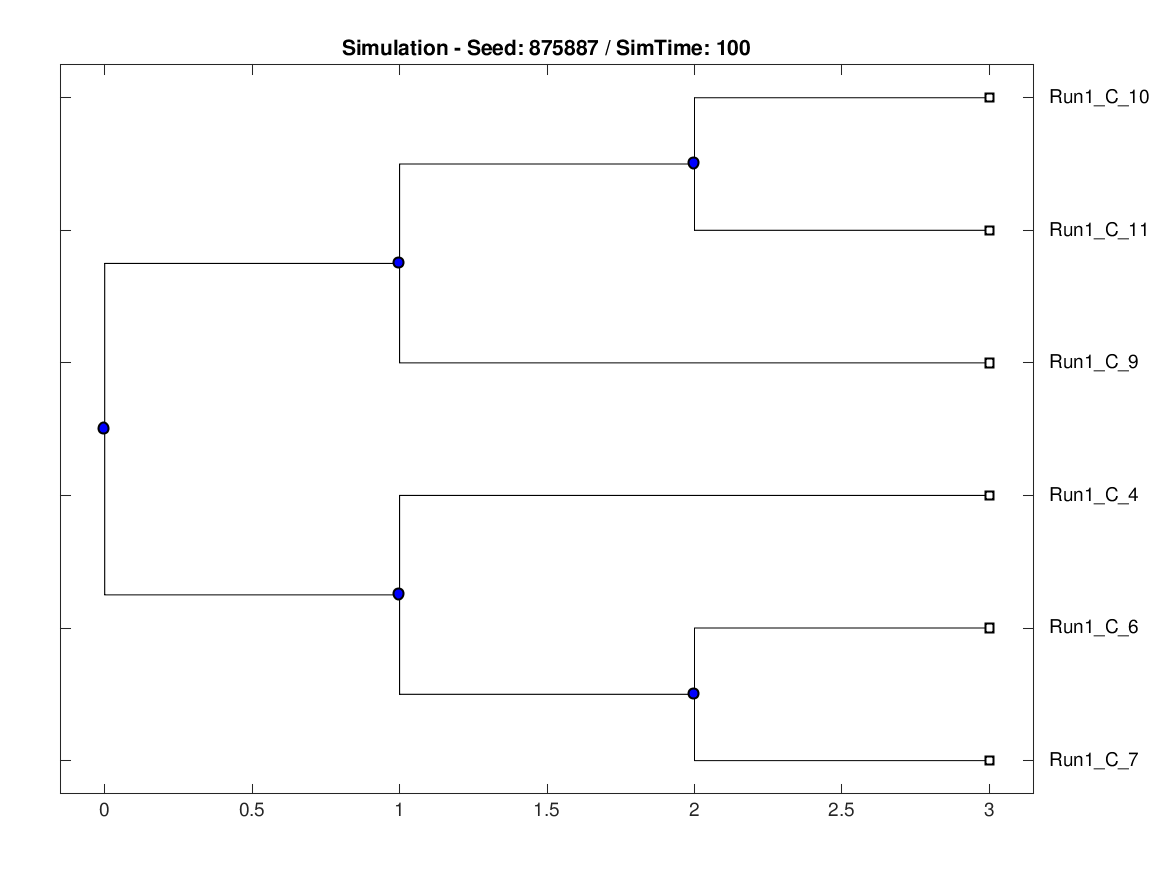 Simulation - Seed: 875887 / SimTime: 100
Run1_C_10
Run1_C_11
Run1_C_9
Run1_C_4
Run1_C_6
Run1_C_7
0 0.5 1 1.5 2 2.5 3